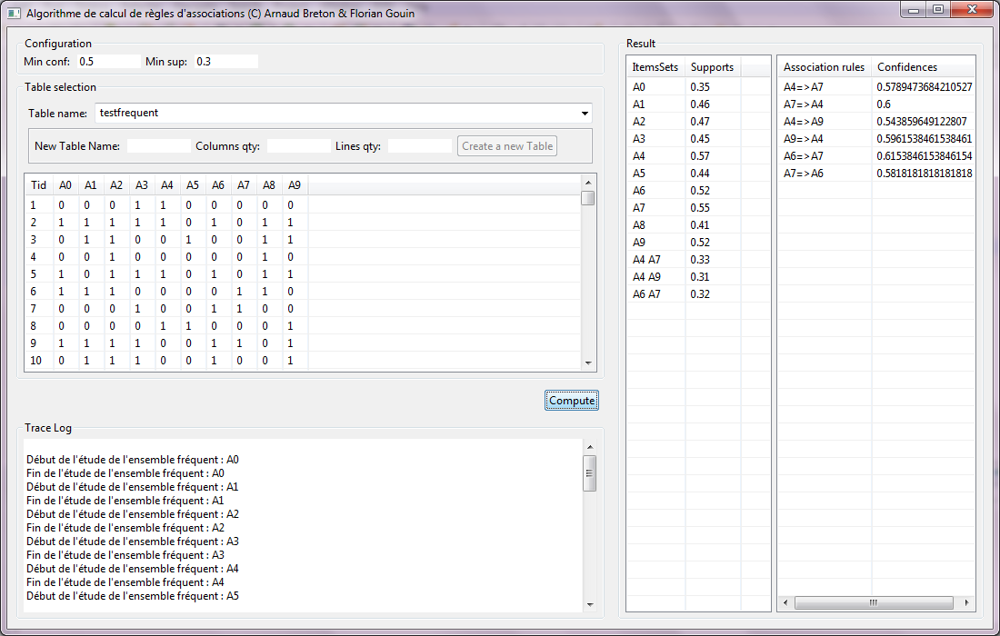 Algorithme de calcul de règles d'associations (C) Arnaud Breton & Florian Gouin
Configuration
Min conf: 0.5 Min sup: 0.3
Table selection
Table name: testfrequent
New Table Name: Columns qty: Lines qty: Create a new Table
Tid A0 A1 A2 A3 A4 A5 A6 A7 A8 A9
1 0 0 0 1 1 0 0 0 0 0
2 1 1 1 1 1 0 1 0 1 1
3 0 1 1 0 0 1 0 0 1 1
4 0 0 1 0 0 0 0 0 1 0
5 1 0 1 1 1 0 1 0 1 1
6 1 1 1 0 0 0 0 1 1 0
7 0 0 0 1 0 0 1 1 0 0
8 0 0 0 0 1 1 0 0 0 1
9 1 1 1 1 0 0 1 1 0 1
10 0 1 1 1 0 0 1 0 0 1
Compute
Trace Log
Début de l'étude de l'ensemble fréquent : A0
Fin de l'étude de l'ensemble fréquent : A0
Début de l'étude de l'ensemble fréquent : A1
Fin de l'étude de l'ensemble fréquent : A1
Début de l'étude de l'ensemble fréquent : A2
Fin de l'étude de l'ensemble fréquent : A2
Début de l'étude de l'ensemble fréquent : A3
Fin de l'étude de l'ensemble fréquent : A3
Début de l'étude de l'ensemble fréquent : A4
Fin de l'étude de l'ensemble fréquent : A4
Début de l'étude de l'ensemble fréquent : A5
Result
ItemsSets Supports
A0 0.35
A1 0.46
A2 0.47
A3 0.45
A4 0.57
A5 0.44
A6 0.52
A7 0.55
A8 0.41
A9 0.52
A4 A7 0.33
A4 A9 0.31
A6 A7 0.32
Association rules Confidences
A4=>A7 0.5789473684210527
A7=>A4 0.6
A4=>A9 0.543859649122807
A9=>A4 0.5961538461538461
A6=>A7 0.6153846153846154
A7=>A6 0.5818181818181818